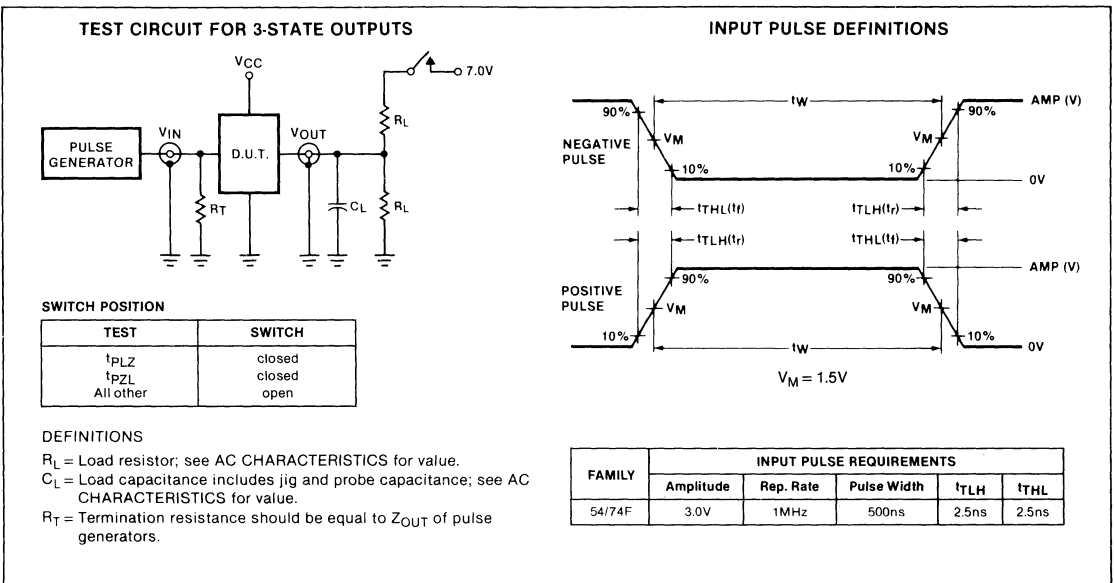 TEST CIRCUIT FOR 3-STATE OUTPUTS
VCC
7.0V
RL
PULSE
GENERATOR
VIN
D.U.T.
VOUT
RT
CL
RL
SWITCH POSITION
TEST SWITCH
tPLZ closed
tPZL closed
All other open
DEFINITIONS
RL = Load resistor; see AC CHARACTERISTICS for value.
CL = Load capacitance includes jig and probe capacitance; see AC
CHARACTERISTICS for value.
RT = Termination resistance should be equal to ZOUT of pulse
generators.
INPUT PULSE DEFINITIONS
tW
AMP (V)
90% 90%
NEGATIVE
PULSE
VM VM
10% 10%
0V
tTHL(tf) tTLH(tr)
tTLH(tr) tTHL(tf)
AMP (V)
90% 90%
POSITIVE
PULSE
VM VM
10% 10%
tW
0V
VM = 1.5V
FAMILY INPUT PULSE REQUIREMENTS
Amplitude Rep. Rate Pulse Width tTLH tTHL
54/74F 3.0V 1MHz 500ns 2.5ns 2.5ns